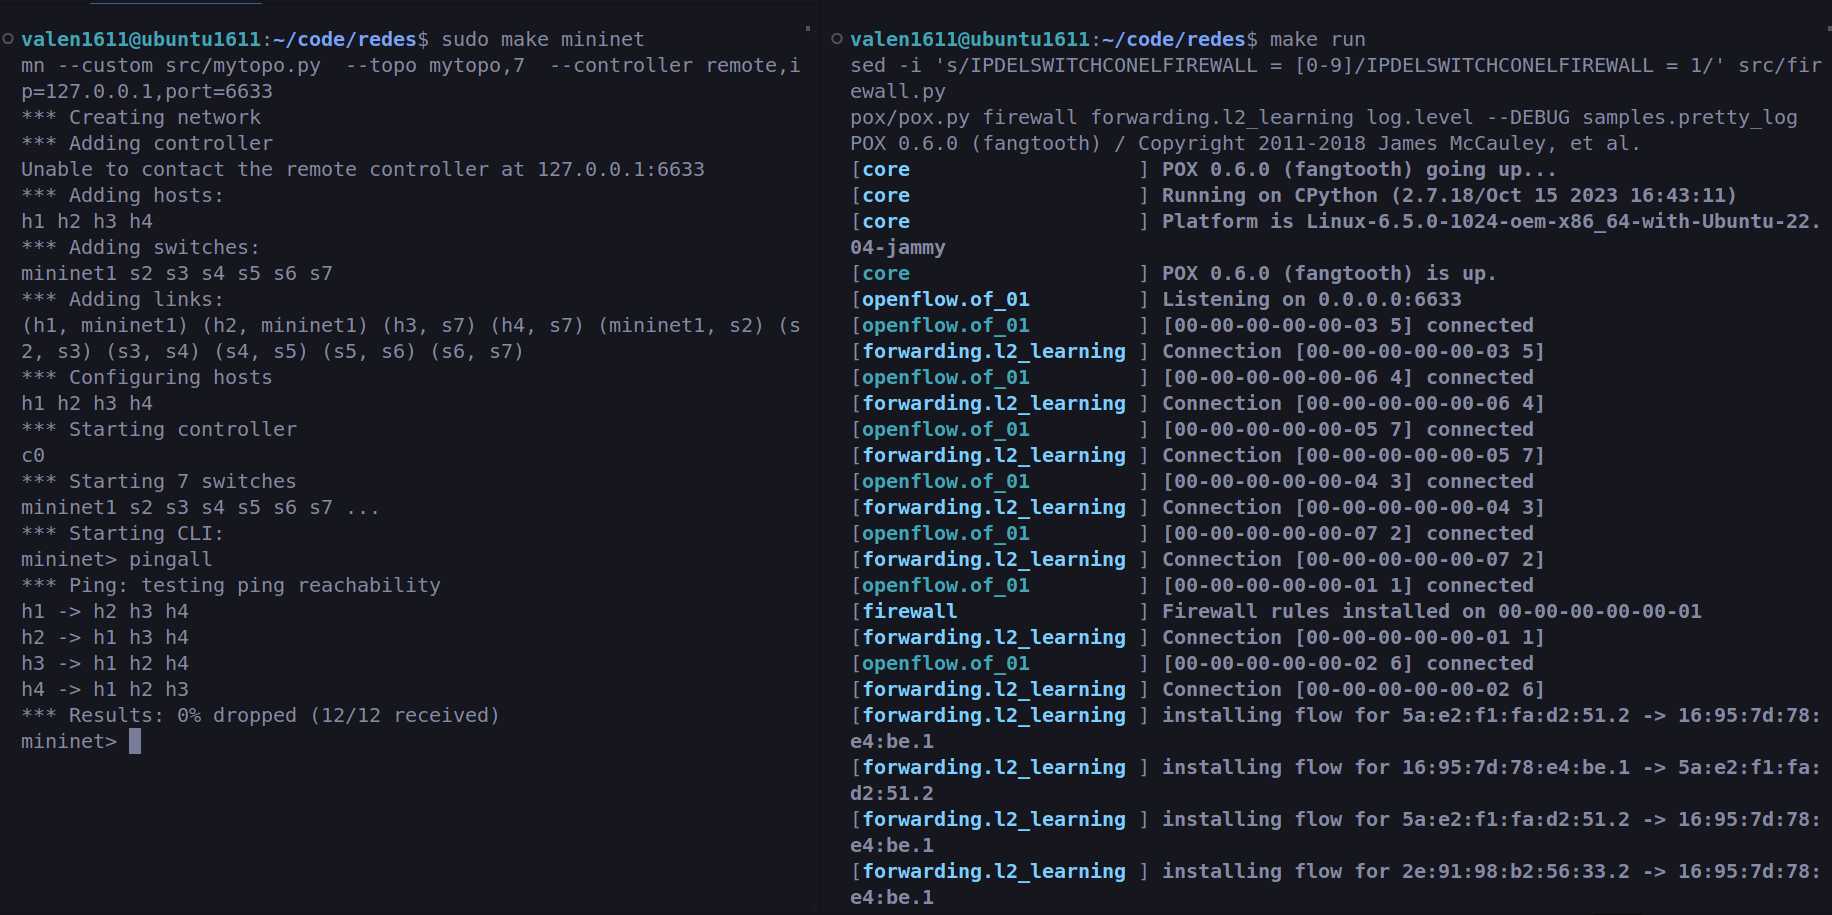 valen1611@ubuntu1611:~/code/redes$ sudo make mininet
mn --custom src/mytopo.py  --topo mytopo,7  --controller remote,i
p=127.0.0.1,port=6633
*** Creating network
*** Adding controller
Unable to contact the remote controller at 127.0.0.1:6633
*** Adding hosts:
h1 h2 h3 h4
*** Adding switches:
mininet1 s2 s3 s4 s5 s6 s7
*** Adding links:
(h1, mininet1) (h2, mininet1) (h3, s7) (h4, s7) (mininet1, s2) (s
2, s3) (s3, s4) (s4, s5) (s5, s6) (s6, s7)
*** Configuring hosts
h1 h2 h3 h4
*** Starting controller
c0
*** Starting 7 switches
mininet1 s2 s3 s4 s5 s6 s7 ...
*** Starting CLI:
mininet> pingall
*** Ping: testing ping reachability
h1 -> h2 h3 h4
h2 -> h1 h3 h4
h3 -> h1 h2 h4
h4 -> h1 h2 h3
*** Results: 0% dropped (12/12 received)
mininet>
valen1611@ubuntu1611:~/code/redes$ make run
sed -i 's/IPDELSWITCHCONELFIREWALL = [0-9]/IPDELSWITCHCONELFIREWALL = 1/' src/fir
ewall.py
pox/pox.py firewall forwarding.l2_learning log.level --DEBUG samples.pretty_log
POX 0.6.0 (fangtooth) / Copyright 2011-2018 James McCauley, et al.
[core                   ] POX 0.6.0 (fangtooth) going up...
[core                   ] Running on CPython (2.7.18/Oct 15 2023 16:43:11)
[core                   ] Platform is Linux-6.5.0-1024-oem-x86_64-with-Ubuntu-22.
04-jammy
[core                   ] POX 0.6.0 (fangtooth) is up.
[openflow.of_01         ] Listening on 0.0.0.0:6633
[openflow.of_01         ] [00-00-00-00-00-03 5] connected
[forwarding.l2_learning ] Connection [00-00-00-00-00-03 5]
[openflow.of_01         ] [00-00-00-00-00-06 4] connected
[forwarding.l2_learning ] Connection [00-00-00-00-00-06 4]
[openflow.of_01         ] [00-00-00-00-00-05 7] connected
[forwarding.l2_learning ] Connection [00-00-00-00-00-05 7]
[openflow.of_01         ] [00-00-00-00-00-04 3] connected
[forwarding.l2_learning ] Connection [00-00-00-00-00-04 3]
[openflow.of_01         ] [00-00-00-00-00-07 2] connected
[forwarding.l2_learning ] Connection [00-00-00-00-00-07 2]
[openflow.of_01         ] [00-00-00-00-00-01 1] connected
[firewall               ] Firewall rules installed on 00-00-00-00-00-01
[forwarding.l2_learning ] Connection [00-00-00-00-00-01 1]
[openflow.of_01         ] [00-00-00-00-00-02 6] connected
[forwarding.l2_learning ] Connection [00-00-00-00-00-02 6]
[forwarding.l2_learning ] installing flow for 5a:e2:f1:fa:d2:51.2 -> 16:95:7d:78:
e4:be.1
[forwarding.l2_learning ] installing flow for 16:95:7d:78:e4:be.1 -> 5a:e2:f1:fa:
d2:51.2
[forwarding.l2_learning ] installing flow for 5a:e2:f1:fa:d2:51.2 -> 16:95:7d:78:
e4:be.1
[forwarding.l2_learning ] installing flow for 2e:91:98:b2:56:33.2 -> 16:95:7d:78:
e4:be.1